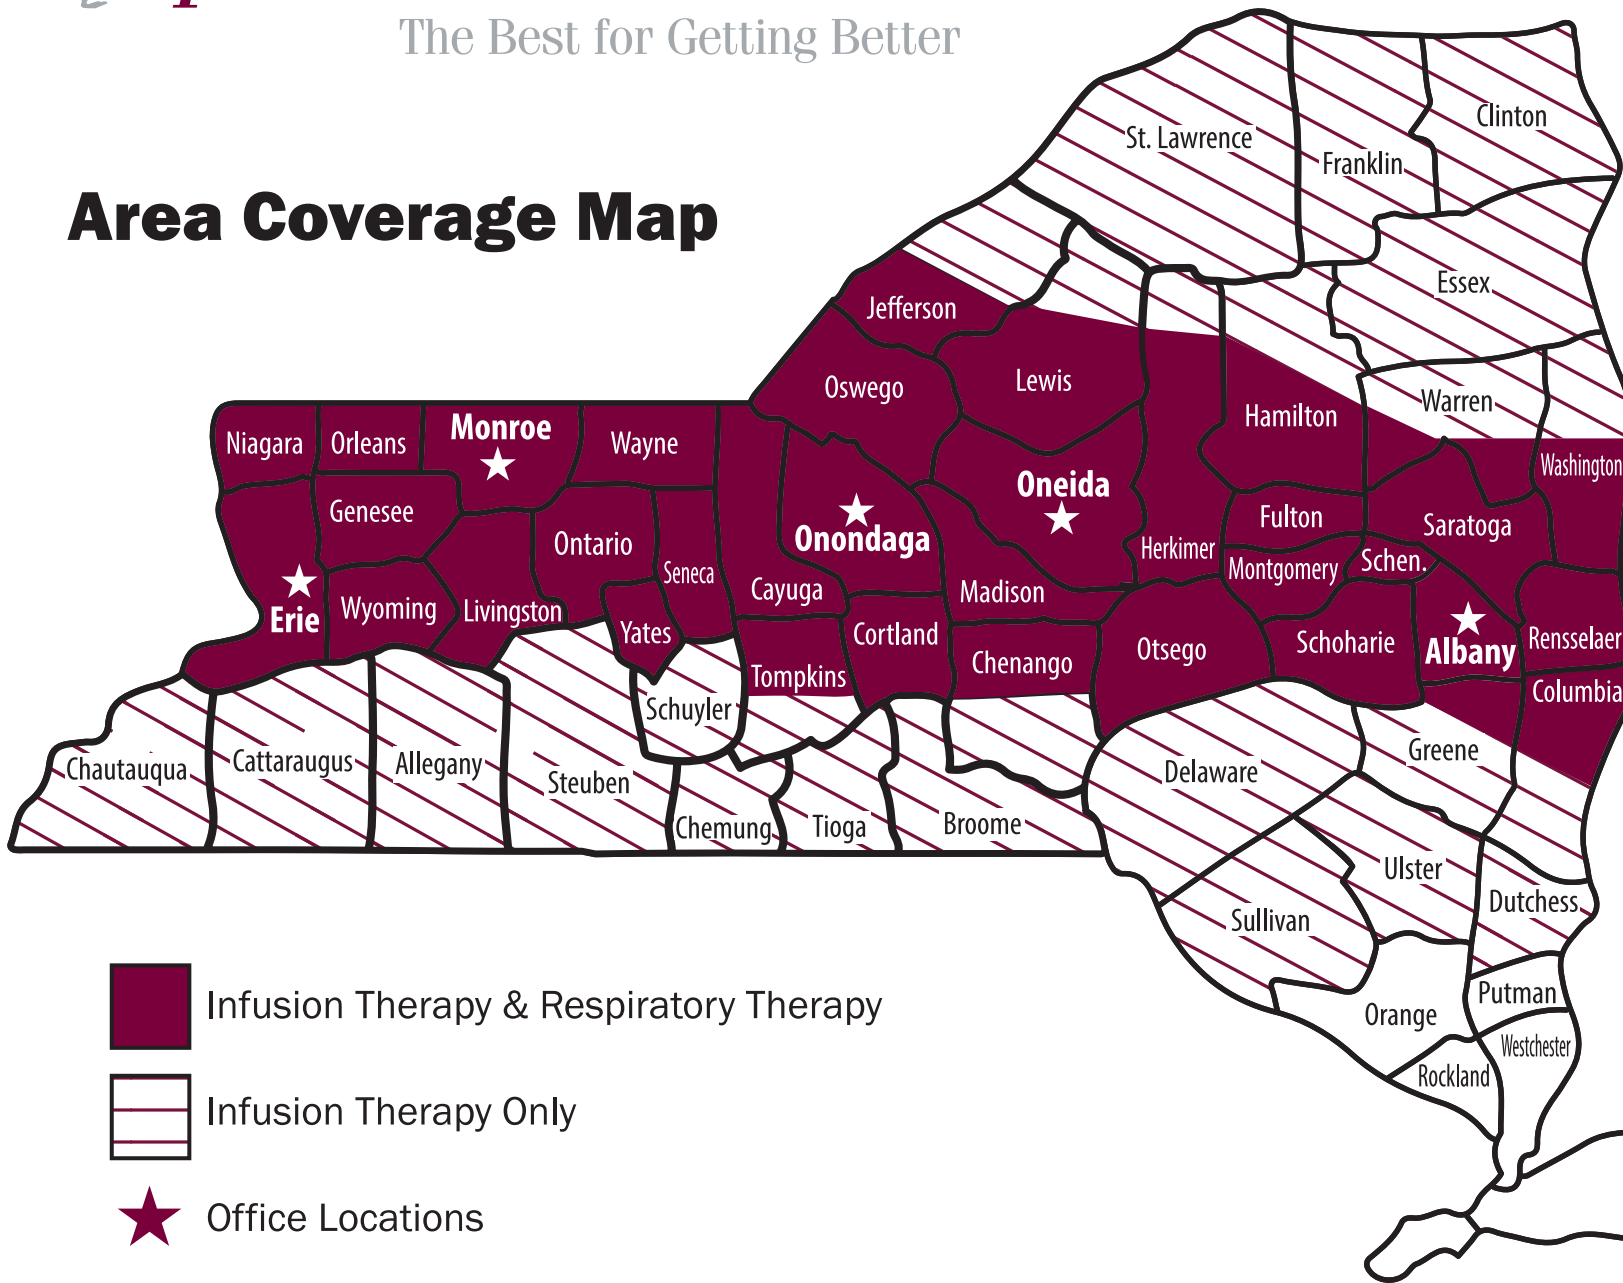 The Best for Getting Better
Area Coverage Map
St. Lawrence
Franklin
Clinton
Essex
Jefferson
Lewis
Oswego
Hamilton
Warren
Washington
Niagara
Orleans
Monroe
Wayne
Genesee
Ontario
Seneca
Cayuga
Onondaga
Oneida
Herkimer
Fulton
Montgomery
Saratoga
Schen.
Erie
Wyoming
Livingston
Yates
Madison
Cortland
Chenango
Tompkins
Otsego
Schoharie
Albany
Rensselaer
Columbia
Schuyler
Chautauqua
Cattaraugus
Allegany
Steuben
Chemung
Tioga
Broome
Delaware
Greene
Ulster
Sullivan
Dutchess
Orange
Putman
Westchester
Rockland
Infusion Therapy & Respiratory Therapy
Infusion Therapy Only
Office Locations